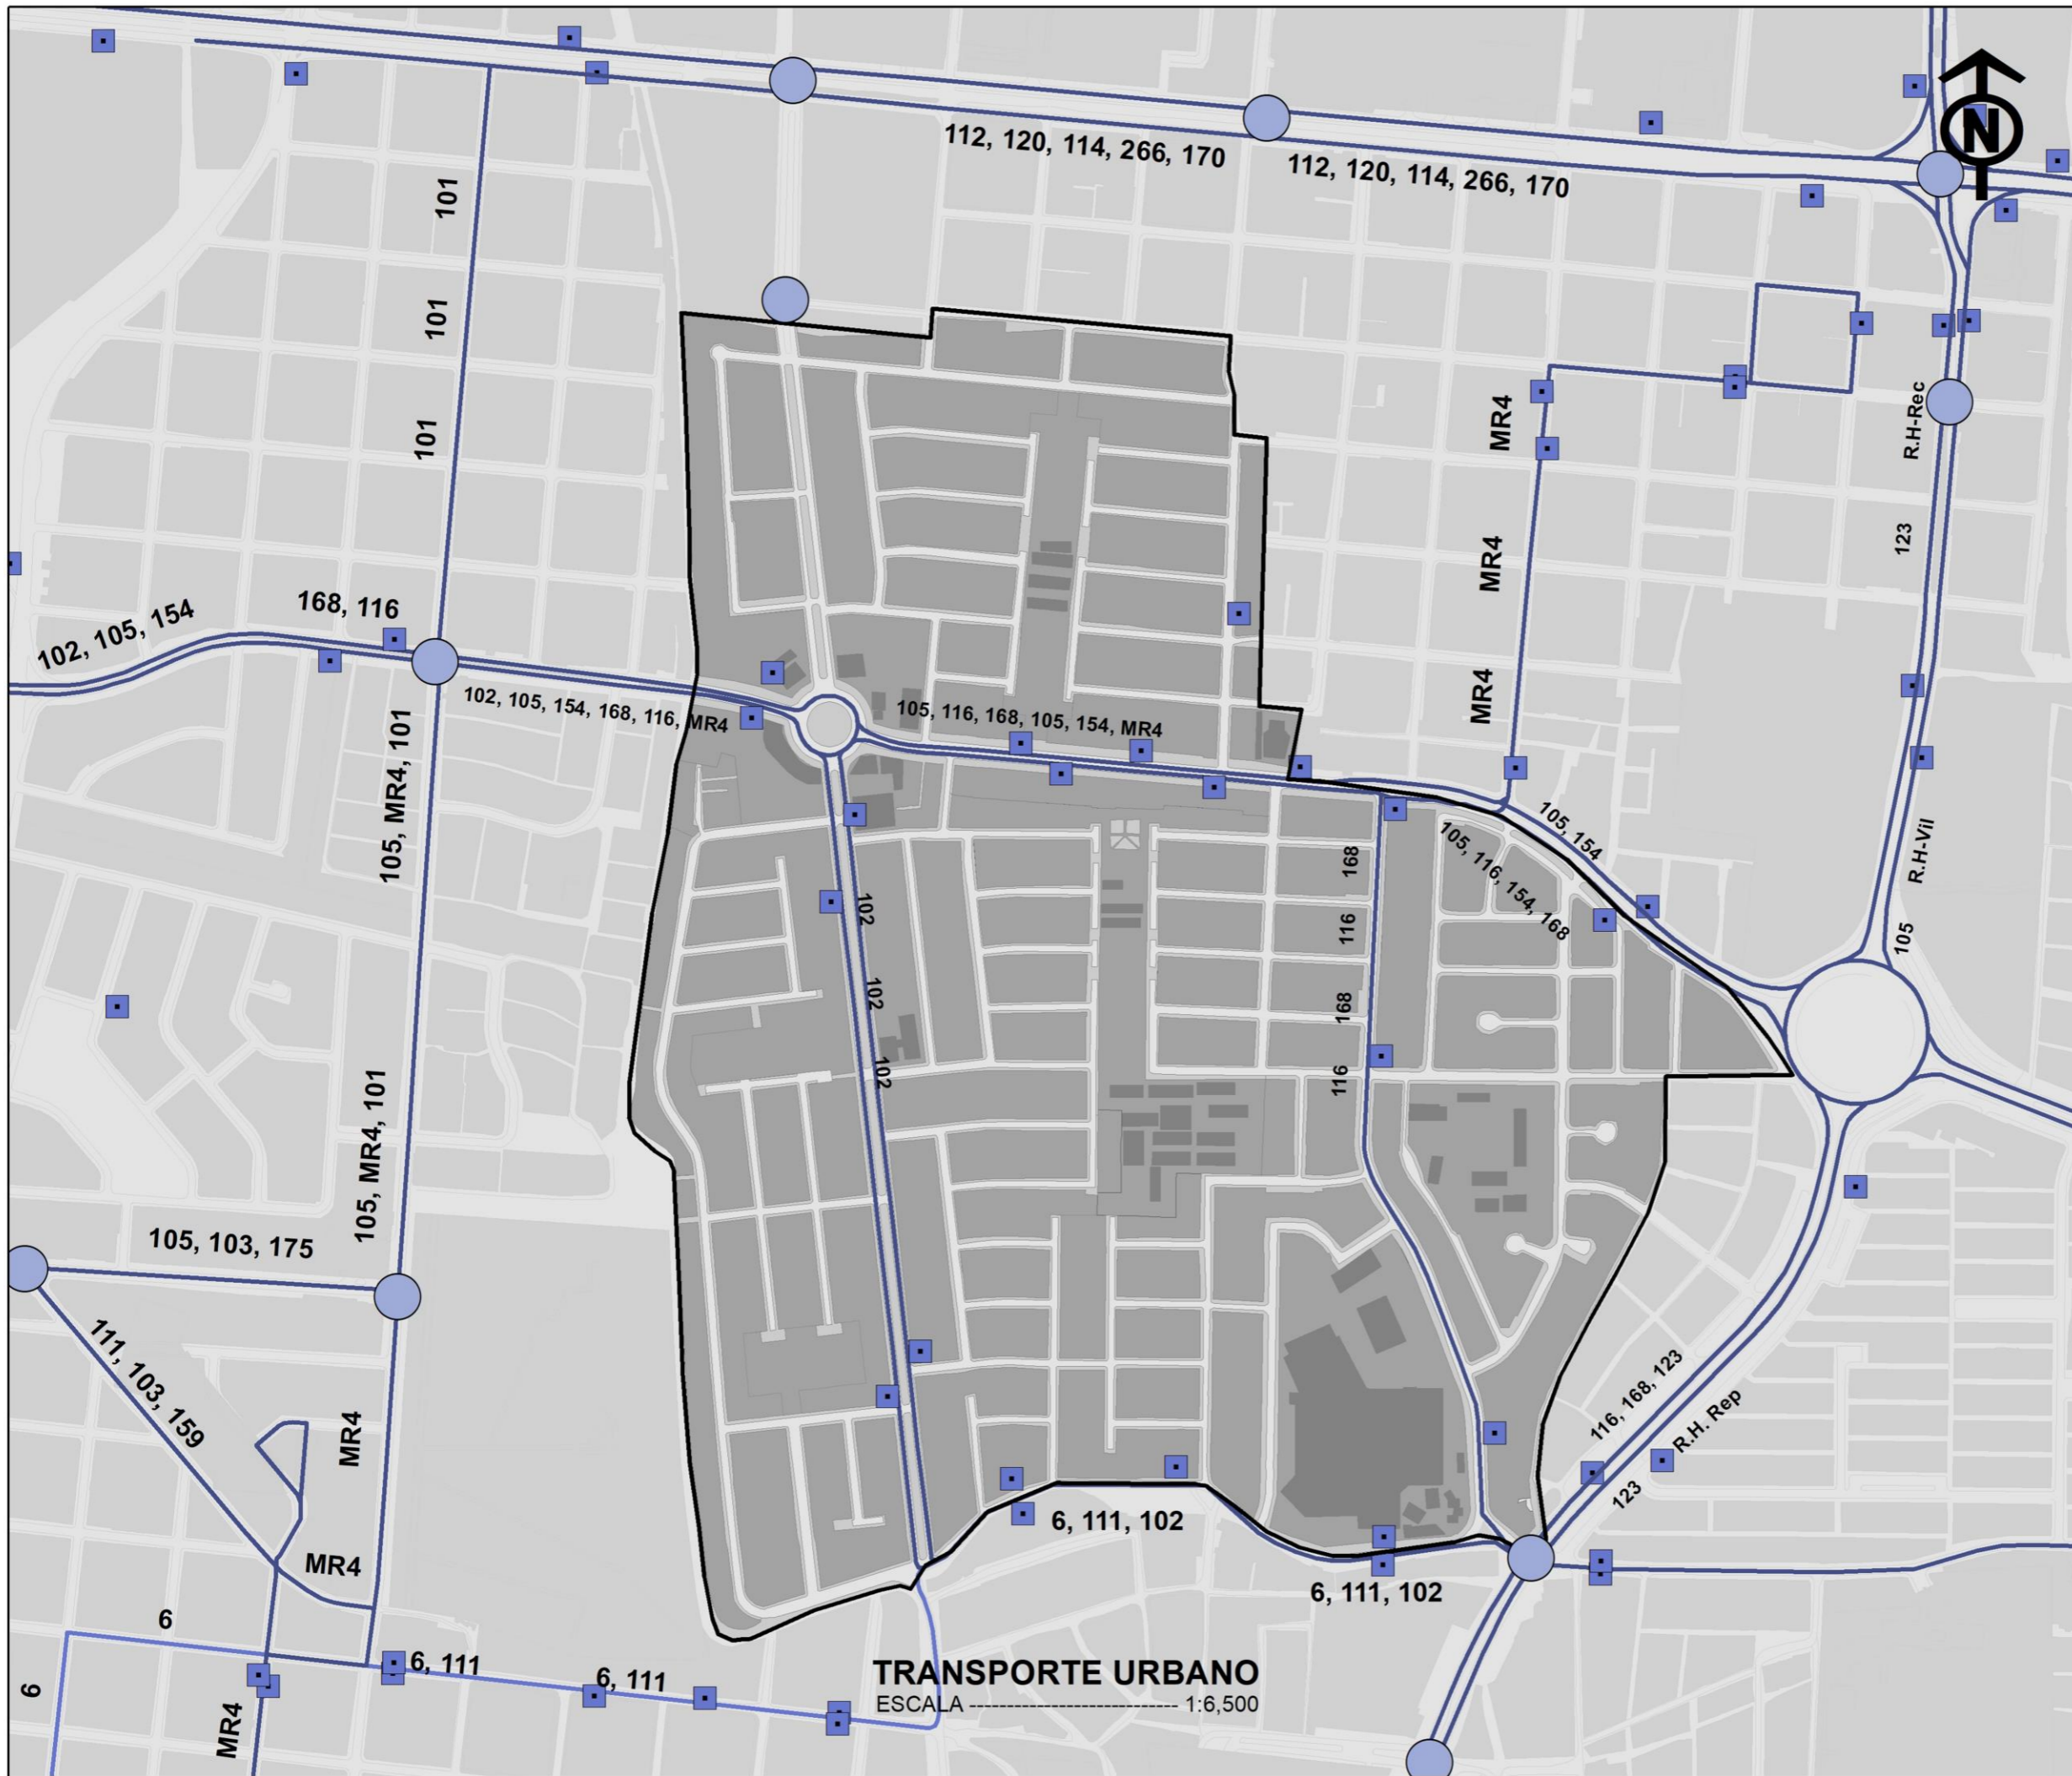 N
112, 120, 114, 266, 170
112, 120, 114, 266, 170
101
101
101
MR4
MR4
MR4
R.H-Rec
123
168, 116
102, 105, 154
102, 105, 154, 168, 116, MR4
105, 116, 168, 105, 154, MR4
105, MR4, 101
105, 154
105, 116, 154, 168
R.H-Vil
105
168
116
168
116
102
102
102
105, MR4, 101
105, 103, 175
111, 103, 159
MR4
MR4
116, 168, 123
R.H. Rep
123
6, 111, 102
6, 111, 102
6
6
6, 111
6, 111
MR4
TRANSPORTE URBANO
ESCALA ---------------------------- 1:6,500